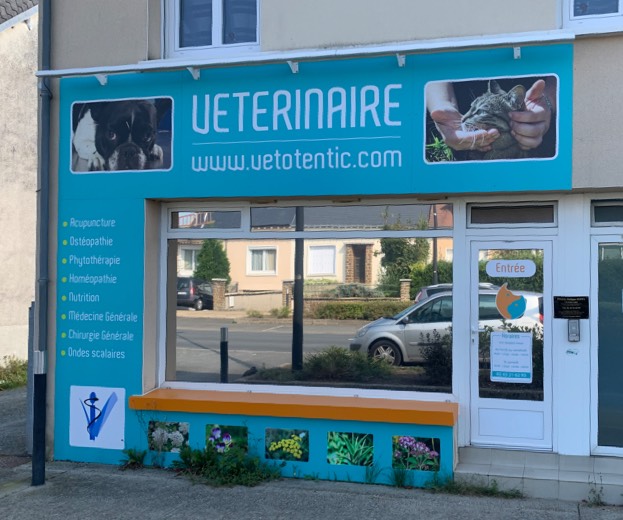 VETERINAIRE
www.vetotentic.com
Acupuncture
Ostéopathie
Phytothérapie
Homéopathie
Nutrition
Médecine Générale
Chirurgie Générale
Ondes scalaires
Entrée